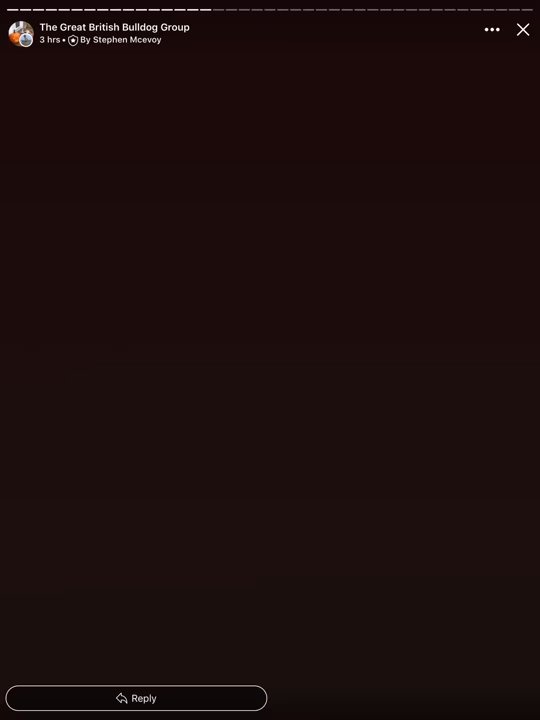 The Great British Bulldog Group
3 hrs • By Stephen Mcevoy
Reply